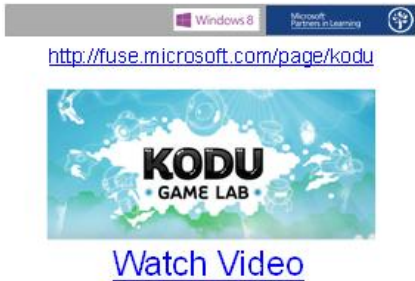 Windows 8
Microsoft
Partners in Learning
http://fuse.microsoft.com/page/kodu
KODU
• GAME LAB •
Watch Video